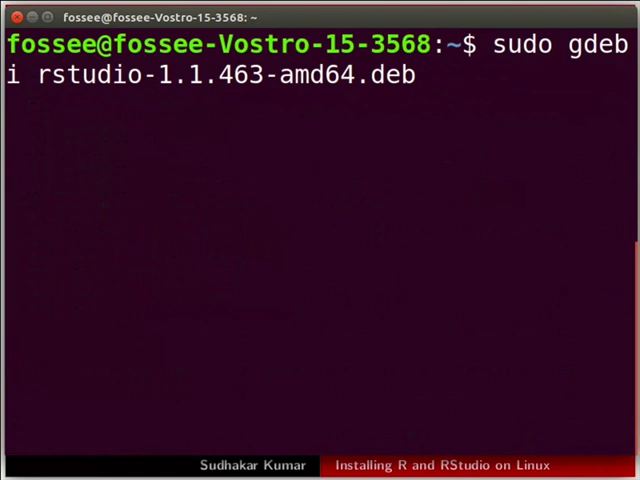 fossee@fossee-Vostro-15-3568: ~
fossee@fossee-Vostro-15-3568:~$ sudo gdeb
i rstudio-1.1.463-amd64.deb
Sudhakar Kumar
Installing R and RStudio on Linux